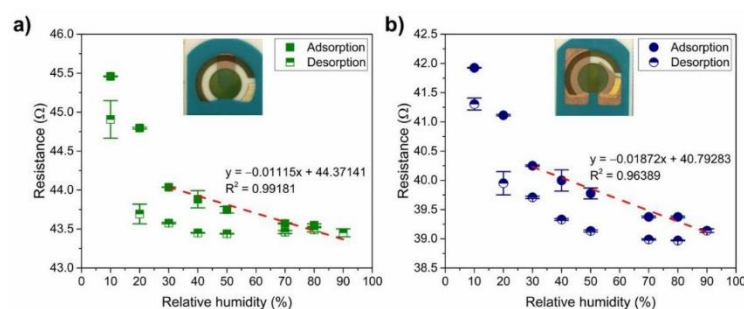 a)
46.0
45.5
45.0
44.5
44.0
43.5
43.0
Resistance (Ω)
Adsorption
Desorption
y = −0.01115x + 44.37141
R² = 0.99181
0 10 20 30 40 50 60 70 80 90 100
Relative humidity (%)
b)
42.5
42.0
41.5
41.0
40.5
40.0
39.5
39.0
38.5
Resistance (Ω)
Adsorption
Desorption
y = −0.01872x + 40.79283
R² = 0.96389
0 10 20 30 40 50 60 70 80 90 100
Relative humidity (%)